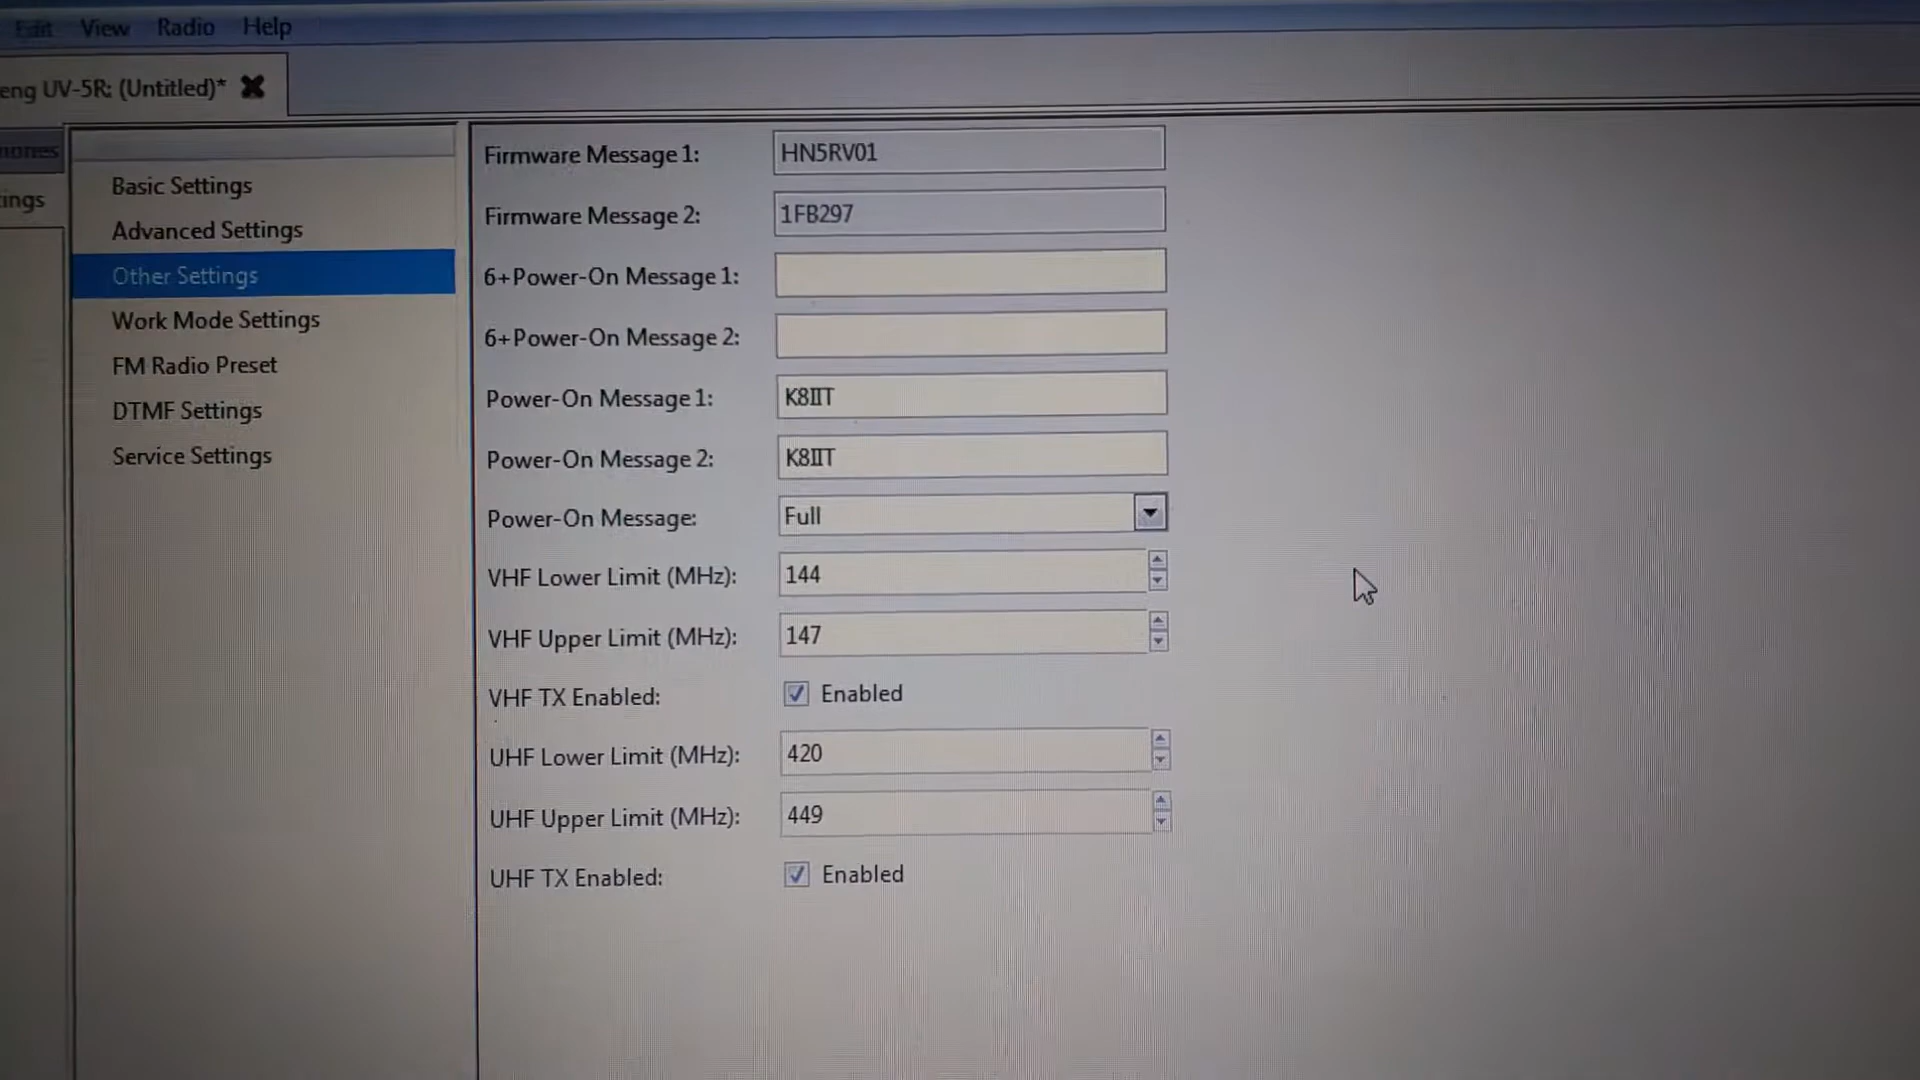 Edit View Radio Help
eng UV-5R: (Untitled)*
Basic Settings
Advanced Settings
Other Settings
Work Mode Settings
FM Radio Preset
DTMF Settings
Service Settings
ings
Firmware Message 1: HN5RV01
Firmware Message 2: 1FB297
6+Power-On Message 1:
6+Power-On Message 2:
Power-On Message 1: K8IIT
Power-On Message 2: K8IIT
Power-On Message: Full
VHF Lower Limit (MHz): 144
VHF Upper Limit (MHz): 147
VHF TX Enabled: Enabled
UHF Lower Limit (MHz): 420
UHF Upper Limit (MHz): 449
UHF TX Enabled: Enabled